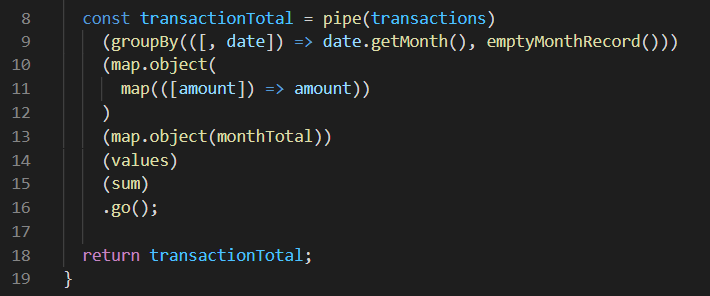 8 const transactionTotal = pipe(transactions)
9 (groupBy(([, date]) => date.getMonth(), emptyMonthRecord()))
10 (map.object(
11 map(([amount]) => amount))
12 )
13 (map.object(monthTotal))
14 (values)
15 (sum)
16 .go();
17
18 return transactionTotal;
19 }